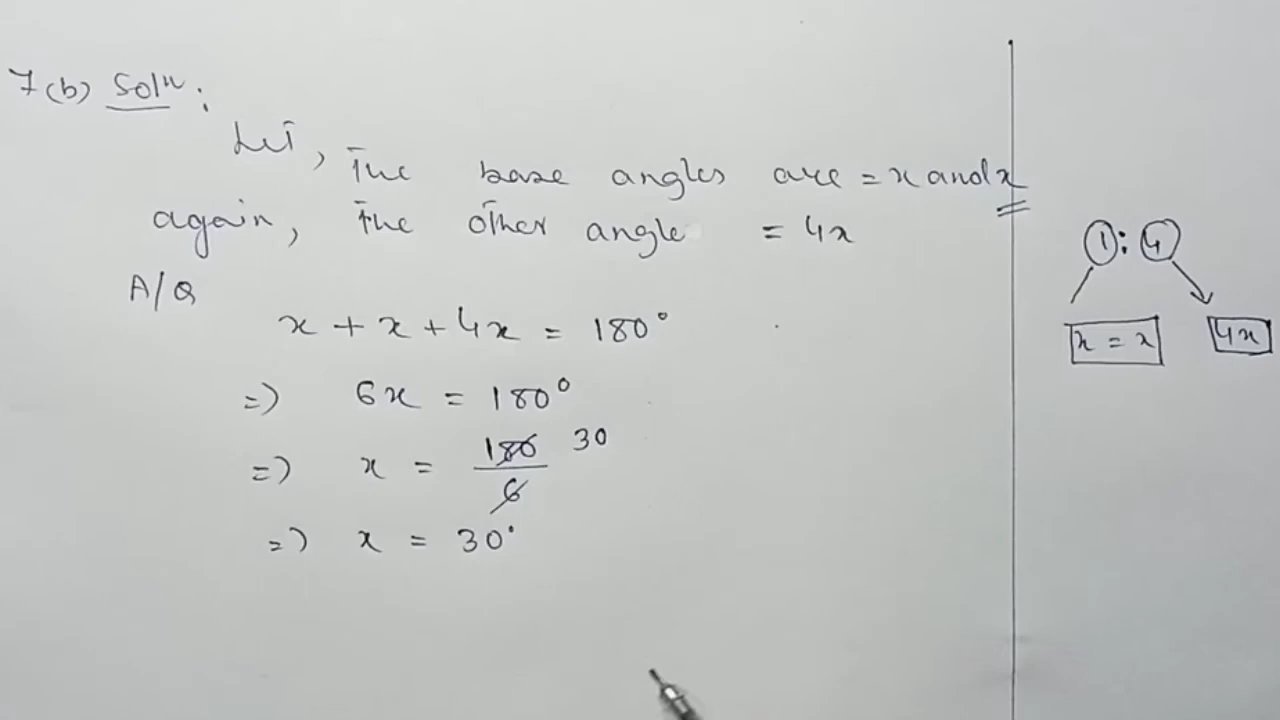 7(b) Solⁿ:
Let, The base angles are = x and x
again, the other angle = 4x
A/Q
x + x + 4x = 180°
=> 6x = 180°
=> x = 180/6 30
=> x = 30°
1 : 4
x = x
4x